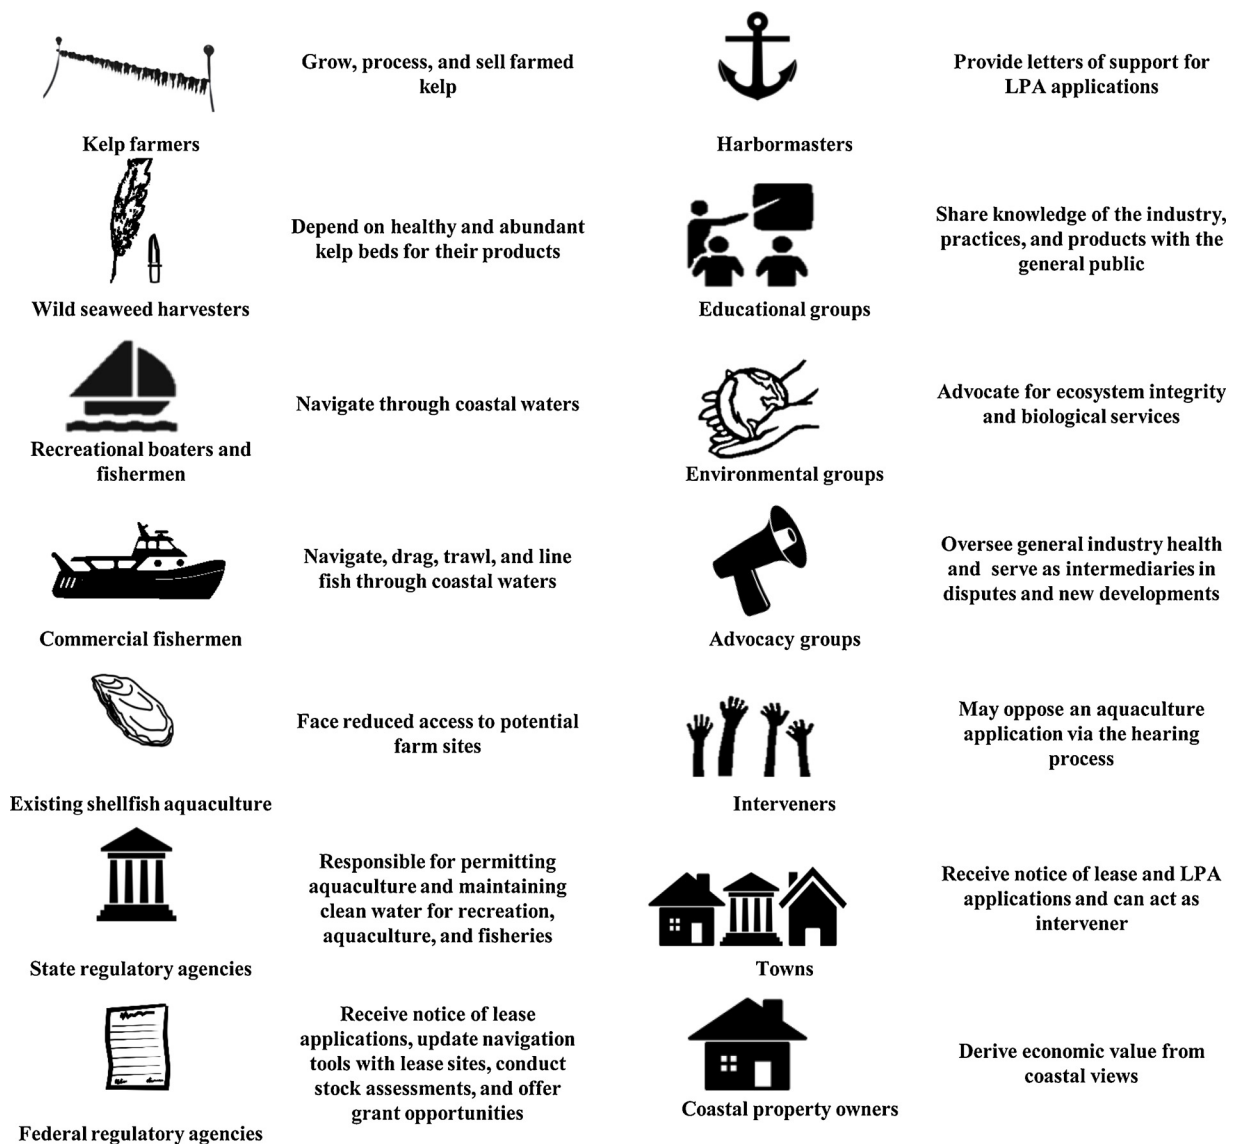 Grow, process, and sell farmed
kelp
Kelp farmers
Depend on healthy and abundant
kelp beds for their products
Wild seaweed harvesters
Navigate through coastal waters
Recreational boaters and
fishermen
Navigate, drag, trawl, and line
fish through coastal waters
Commercial fishermen
Face reduced access to potential
farm sites
Existing shellfish aquaculture
Responsible for permitting
aquaculture and maintaining
clean water for recreation,
aquaculture, and fisheries
State regulatory agencies
Receive notice of lease
applications, update navigation
tools with lease sites, conduct
stock assessments, and offer
grant opportunities
Federal regulatory agencies
Provide letters of support for
LPA applications
Harbormasters
Share knowledge of the industry,
practices, and products with the
general public
Educational groups
Advocate for ecosystem integrity
and biological services
Environmental groups
Oversee general industry health
and serve as intermediaries in
disputes and new developments
Advocacy groups
May oppose an aquaculture
application via the hearing
process
Interveners
Receive notice of lease and LPA
applications and can act as
intervener
Towns
Derive economic value from
coastal views
Coastal property owners